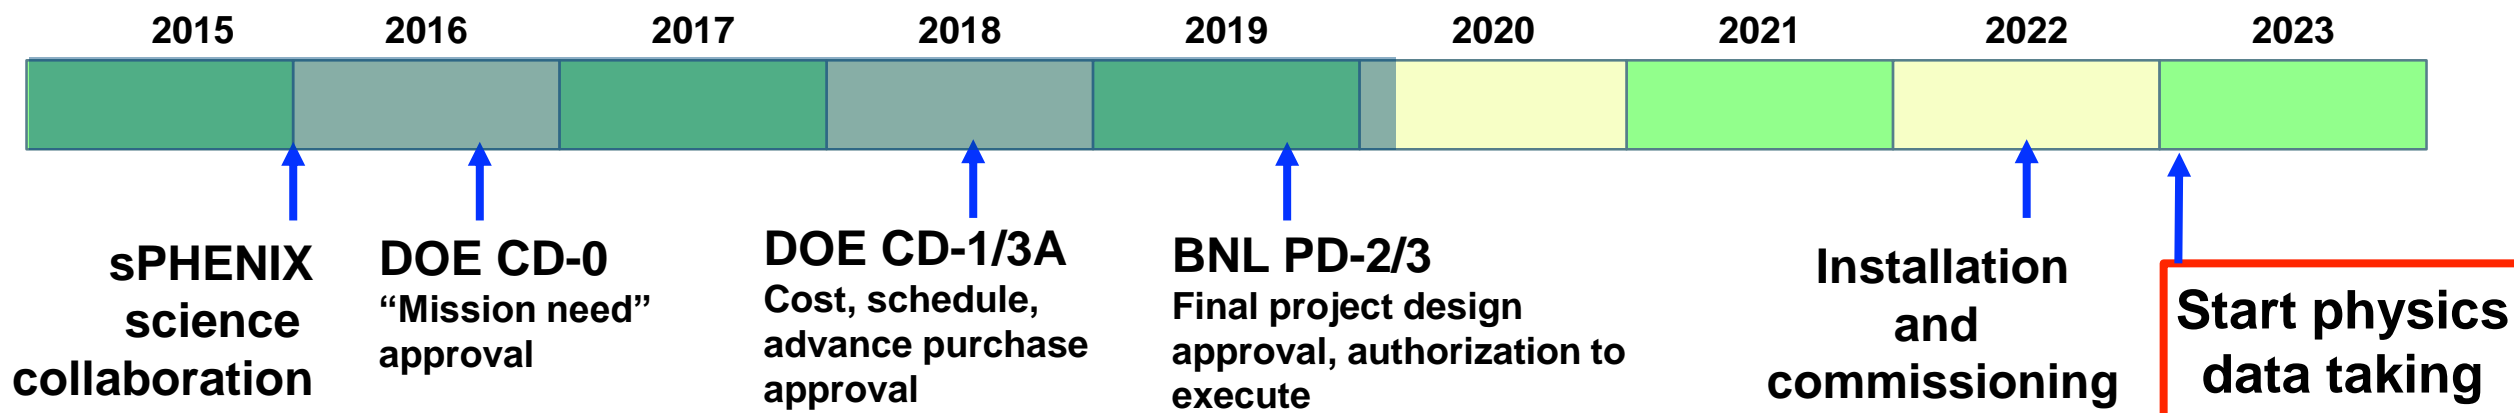 2015 2016 2017 2018 2019 2020 2021 2022 2023
sPHENIX
science
collaboration
DOE CD-0
“Mission need”
approval
DOE CD-1/3A
Cost, schedule,
advance purchase
approval
BNL PD-2/3
Final project design
approval, authorization to
execute
Installation
and
commissioning
Start physics
data taking